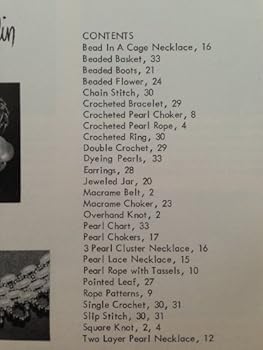 CONTENTS
Bead In A Cage Necklace, 16
Beaded Basket, 33
Beaded Boots, 21
Beaded Flower, 24
Chain Stitch, 30
Crocheted Bracelet, 29
Crocheted Pearl Choker, 8
Crocheted Pearl Rope, 4
Crocheted Ring, 30
Double Crochet, 29
Dyeing Pearls, 33
Earrings, 28
Jeweled Jar, 20
Macrame Belt, 2
Macrame Choker, 23
Overhand Knot, 2
Pearl Chart, 33
Pearl Chokers, 17
3 Pearl Cluster Necklace, 16
Pearl Lace Necklace, 15
Pearl Rope with Tassels, 10
Pointed Leaf, 27
Rope Patterns, 9
Single Crochet, 30, 31
Slip Stitch, 30, 31
Square Knot, 2, 4
Two Layer Pearl Necklace, 12